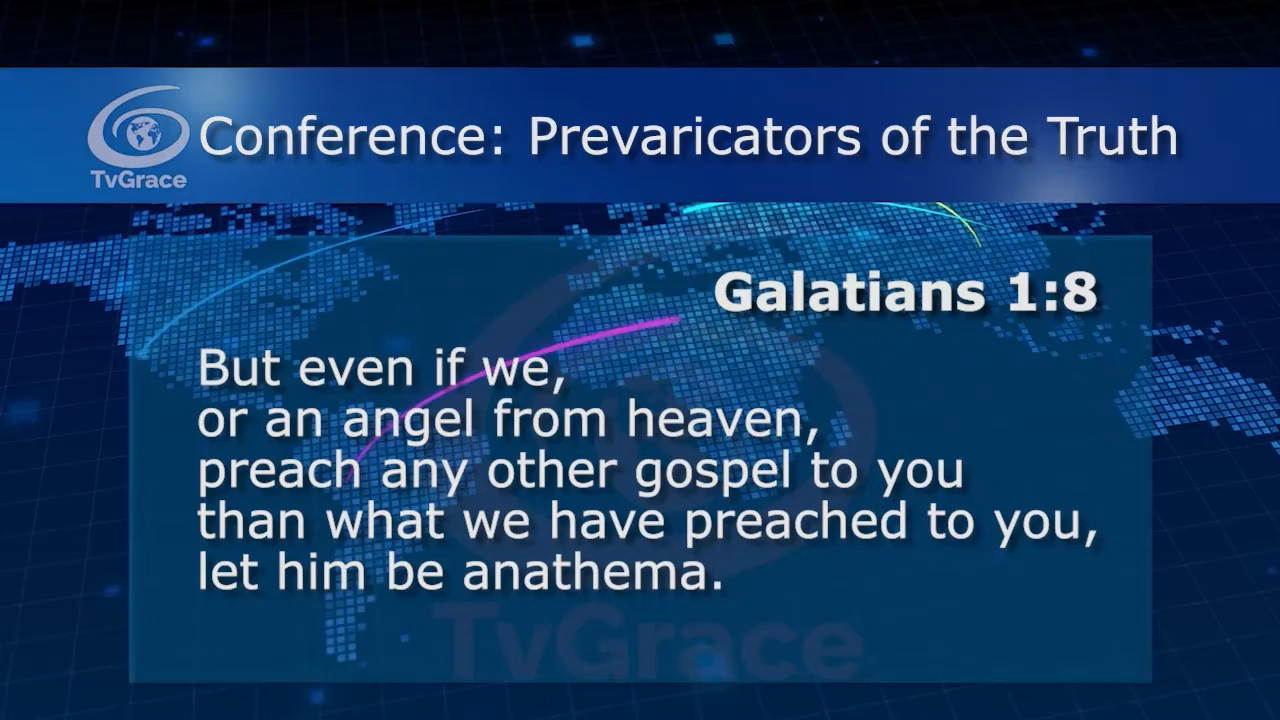 Conference: Prevaricators of the Truth
TvGrace
Galatians 1:8
But even if we,
or an angel from heaven,
preach any other gospel to you
than what we have preached to you,
let him be anathema.
TvGrace